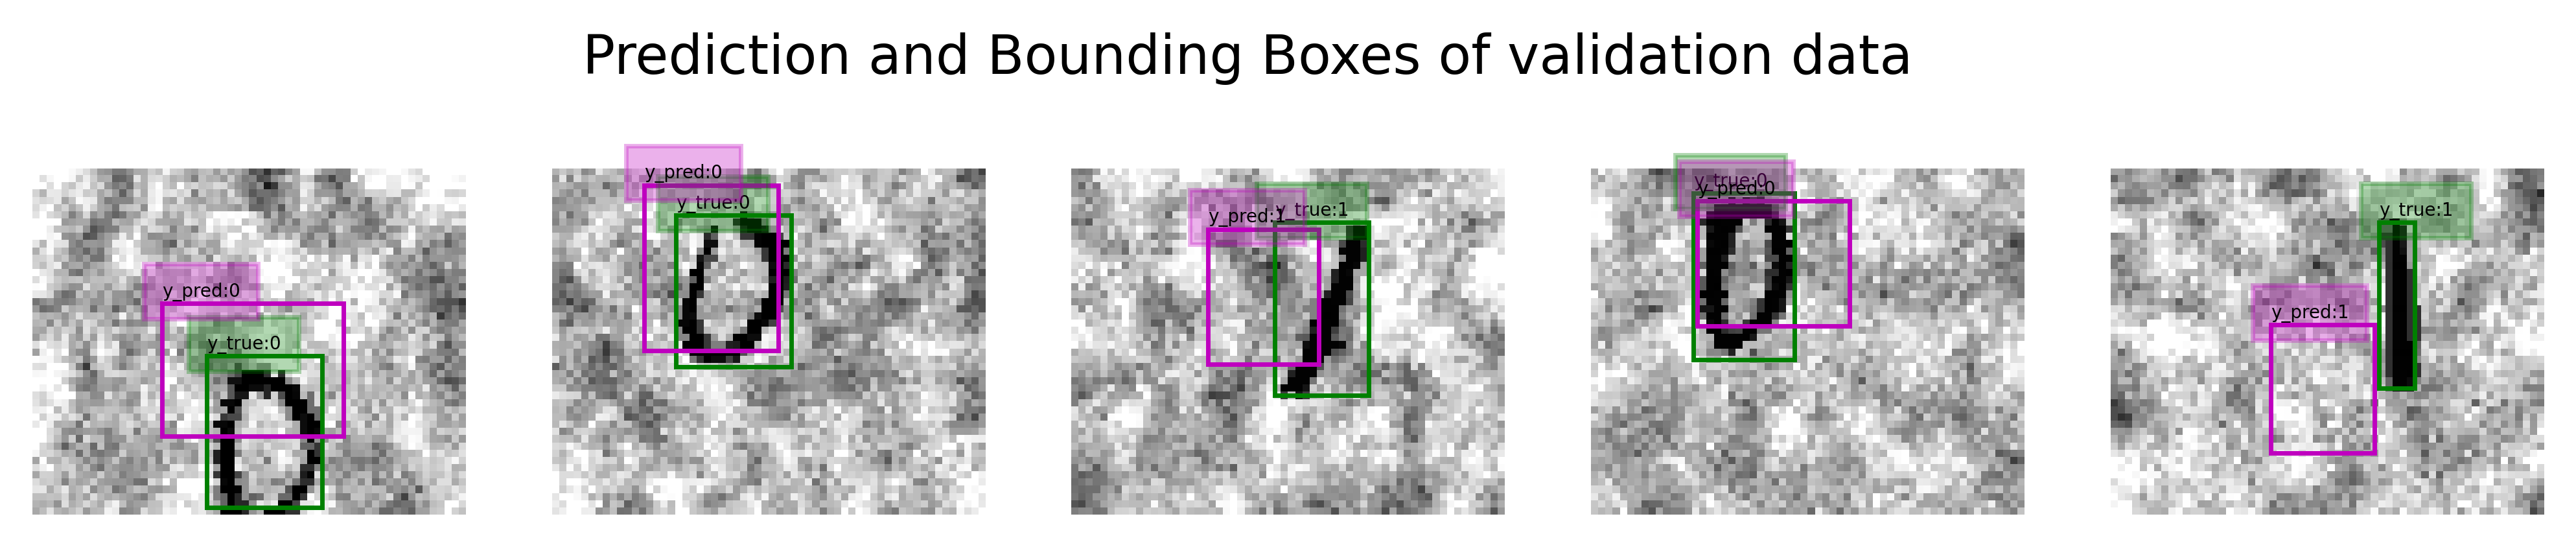 Prediction and Bounding Boxes of validation data
y_pred:0
y_true:0
y_pred:0
y_true:0
y_pred:1
y_true:1
y_true:0
y_pred:0
y_true:1
y_pred:1